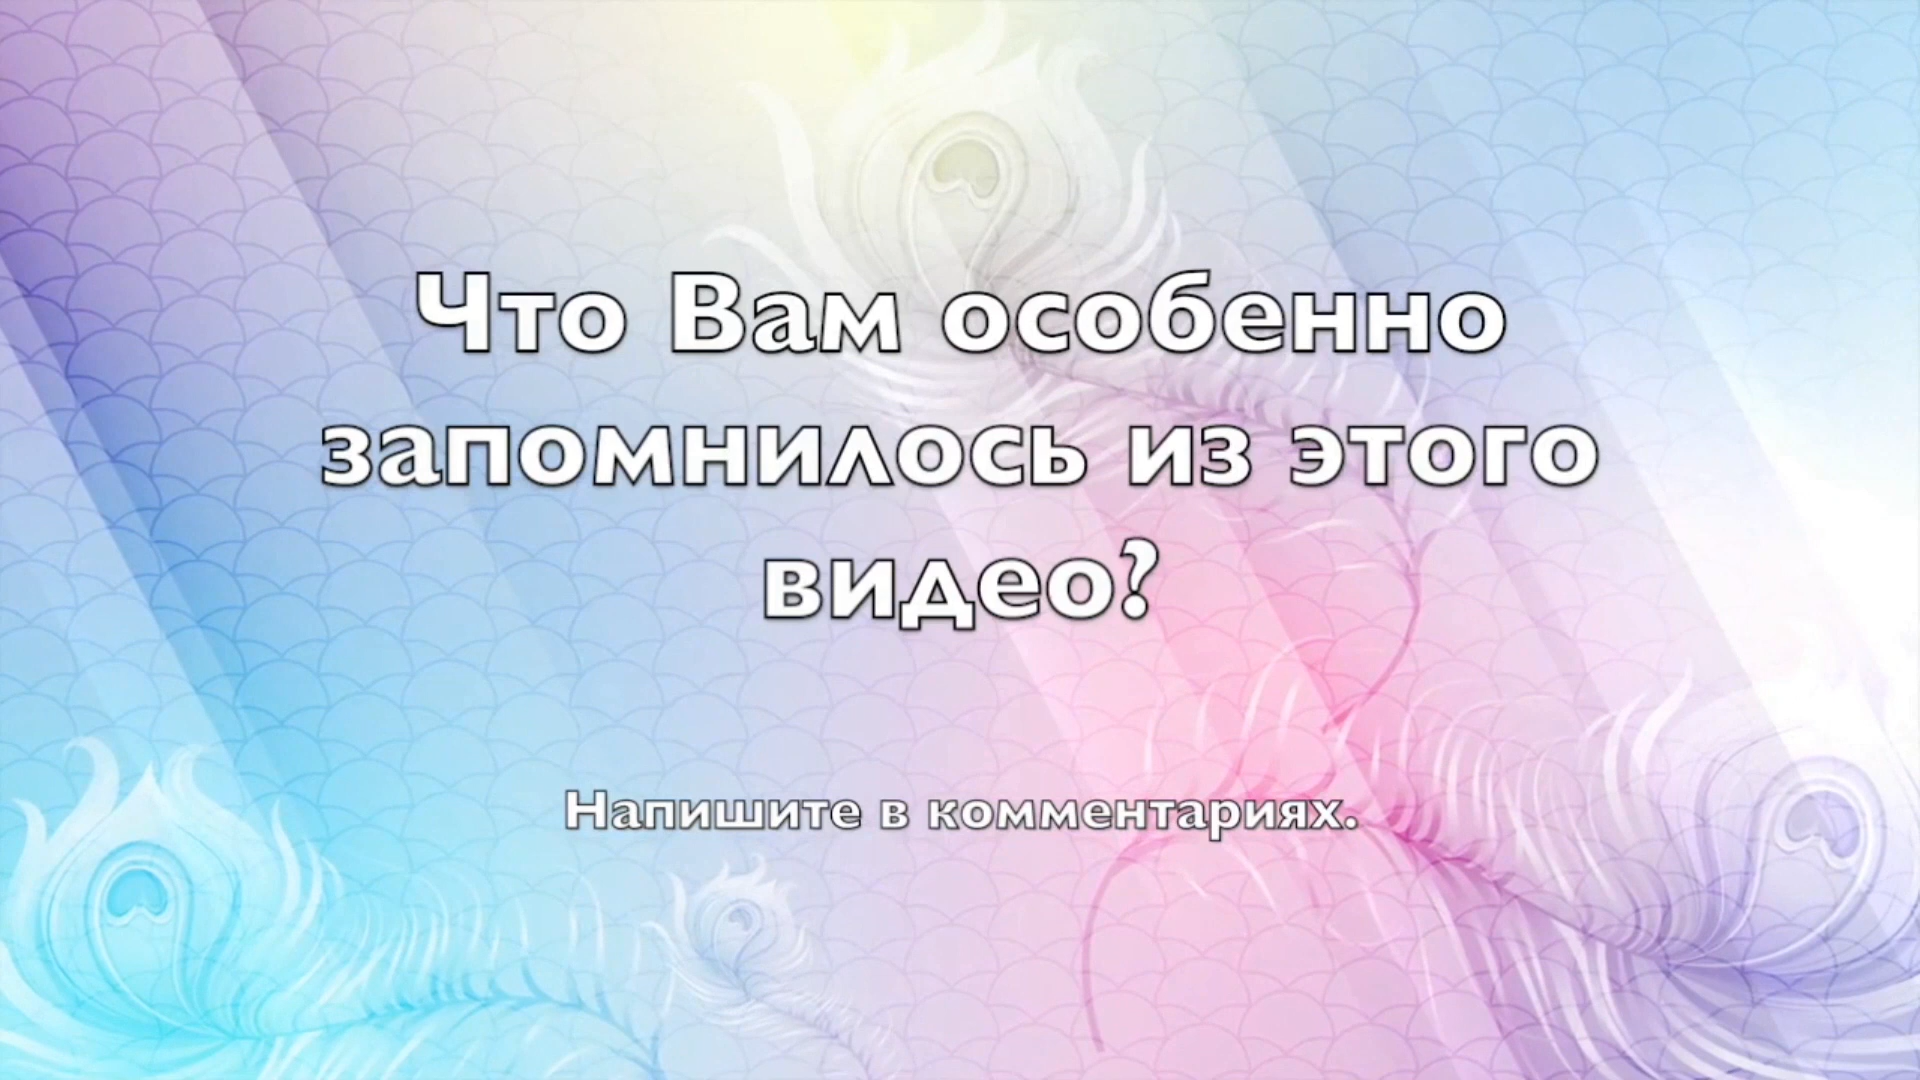 Что Вам особенно
запомнилось из этого
видео?
Напишите в комментариях.